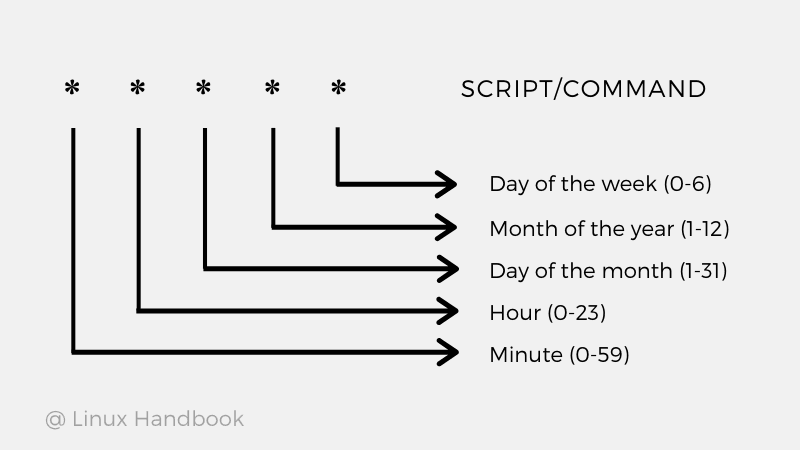 * * * * * SCRIPT/COMMAND
Day of the week (0-6)
Month of the year (1-12)
Day of the month (1-31)
Hour (0-23)
Minute (0-59)
@ Linux Handbook